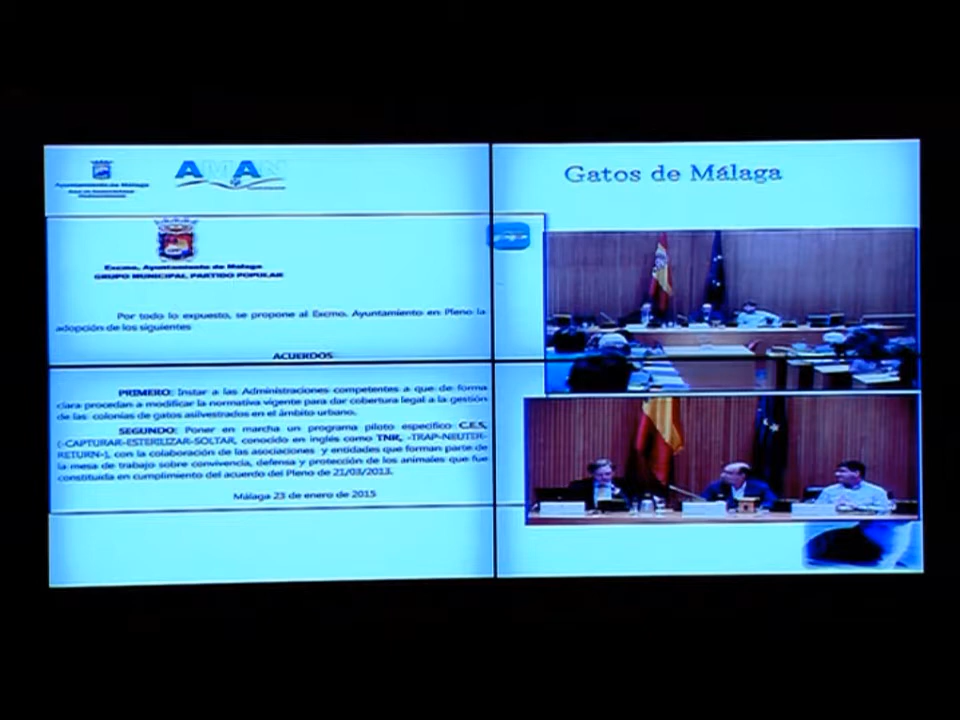 Ayuntamiento de Málaga
AMAN
Gatos de Málaga
Excmo. Ayuntamiento de Málaga
GRUPO MUNICIPAL PARTIDO POPULAR
Por todo lo expuesto, se propone al Excmo. Ayuntamiento en Pleno la
adopción de los siguientes
ACUERDOS
PRIMERO: Instar a las Administraciones competentes a que de forma
clara procedan a modificar la normativa vigente para dar cobertura legal a la gestión
de las colonias de gatos asilvestrados en el ámbito urbano.
SEGUNDO: Poner en marcha un programa piloto específico C.E.S,
(-CAPTURAR-ESTERILIZAR-SOLTAR, conocido en inglés como TNR, -TRAP-NEUTER-
RETURN-), con la colaboración de las asociaciones y entidades que forman parte de
la mesa de trabajo sobre convivencia, defensa y protección de los animales que fue
constituida en cumplimiento del acuerdo del Pleno de 21/03/2013.
Málaga 23 de enero de 2015